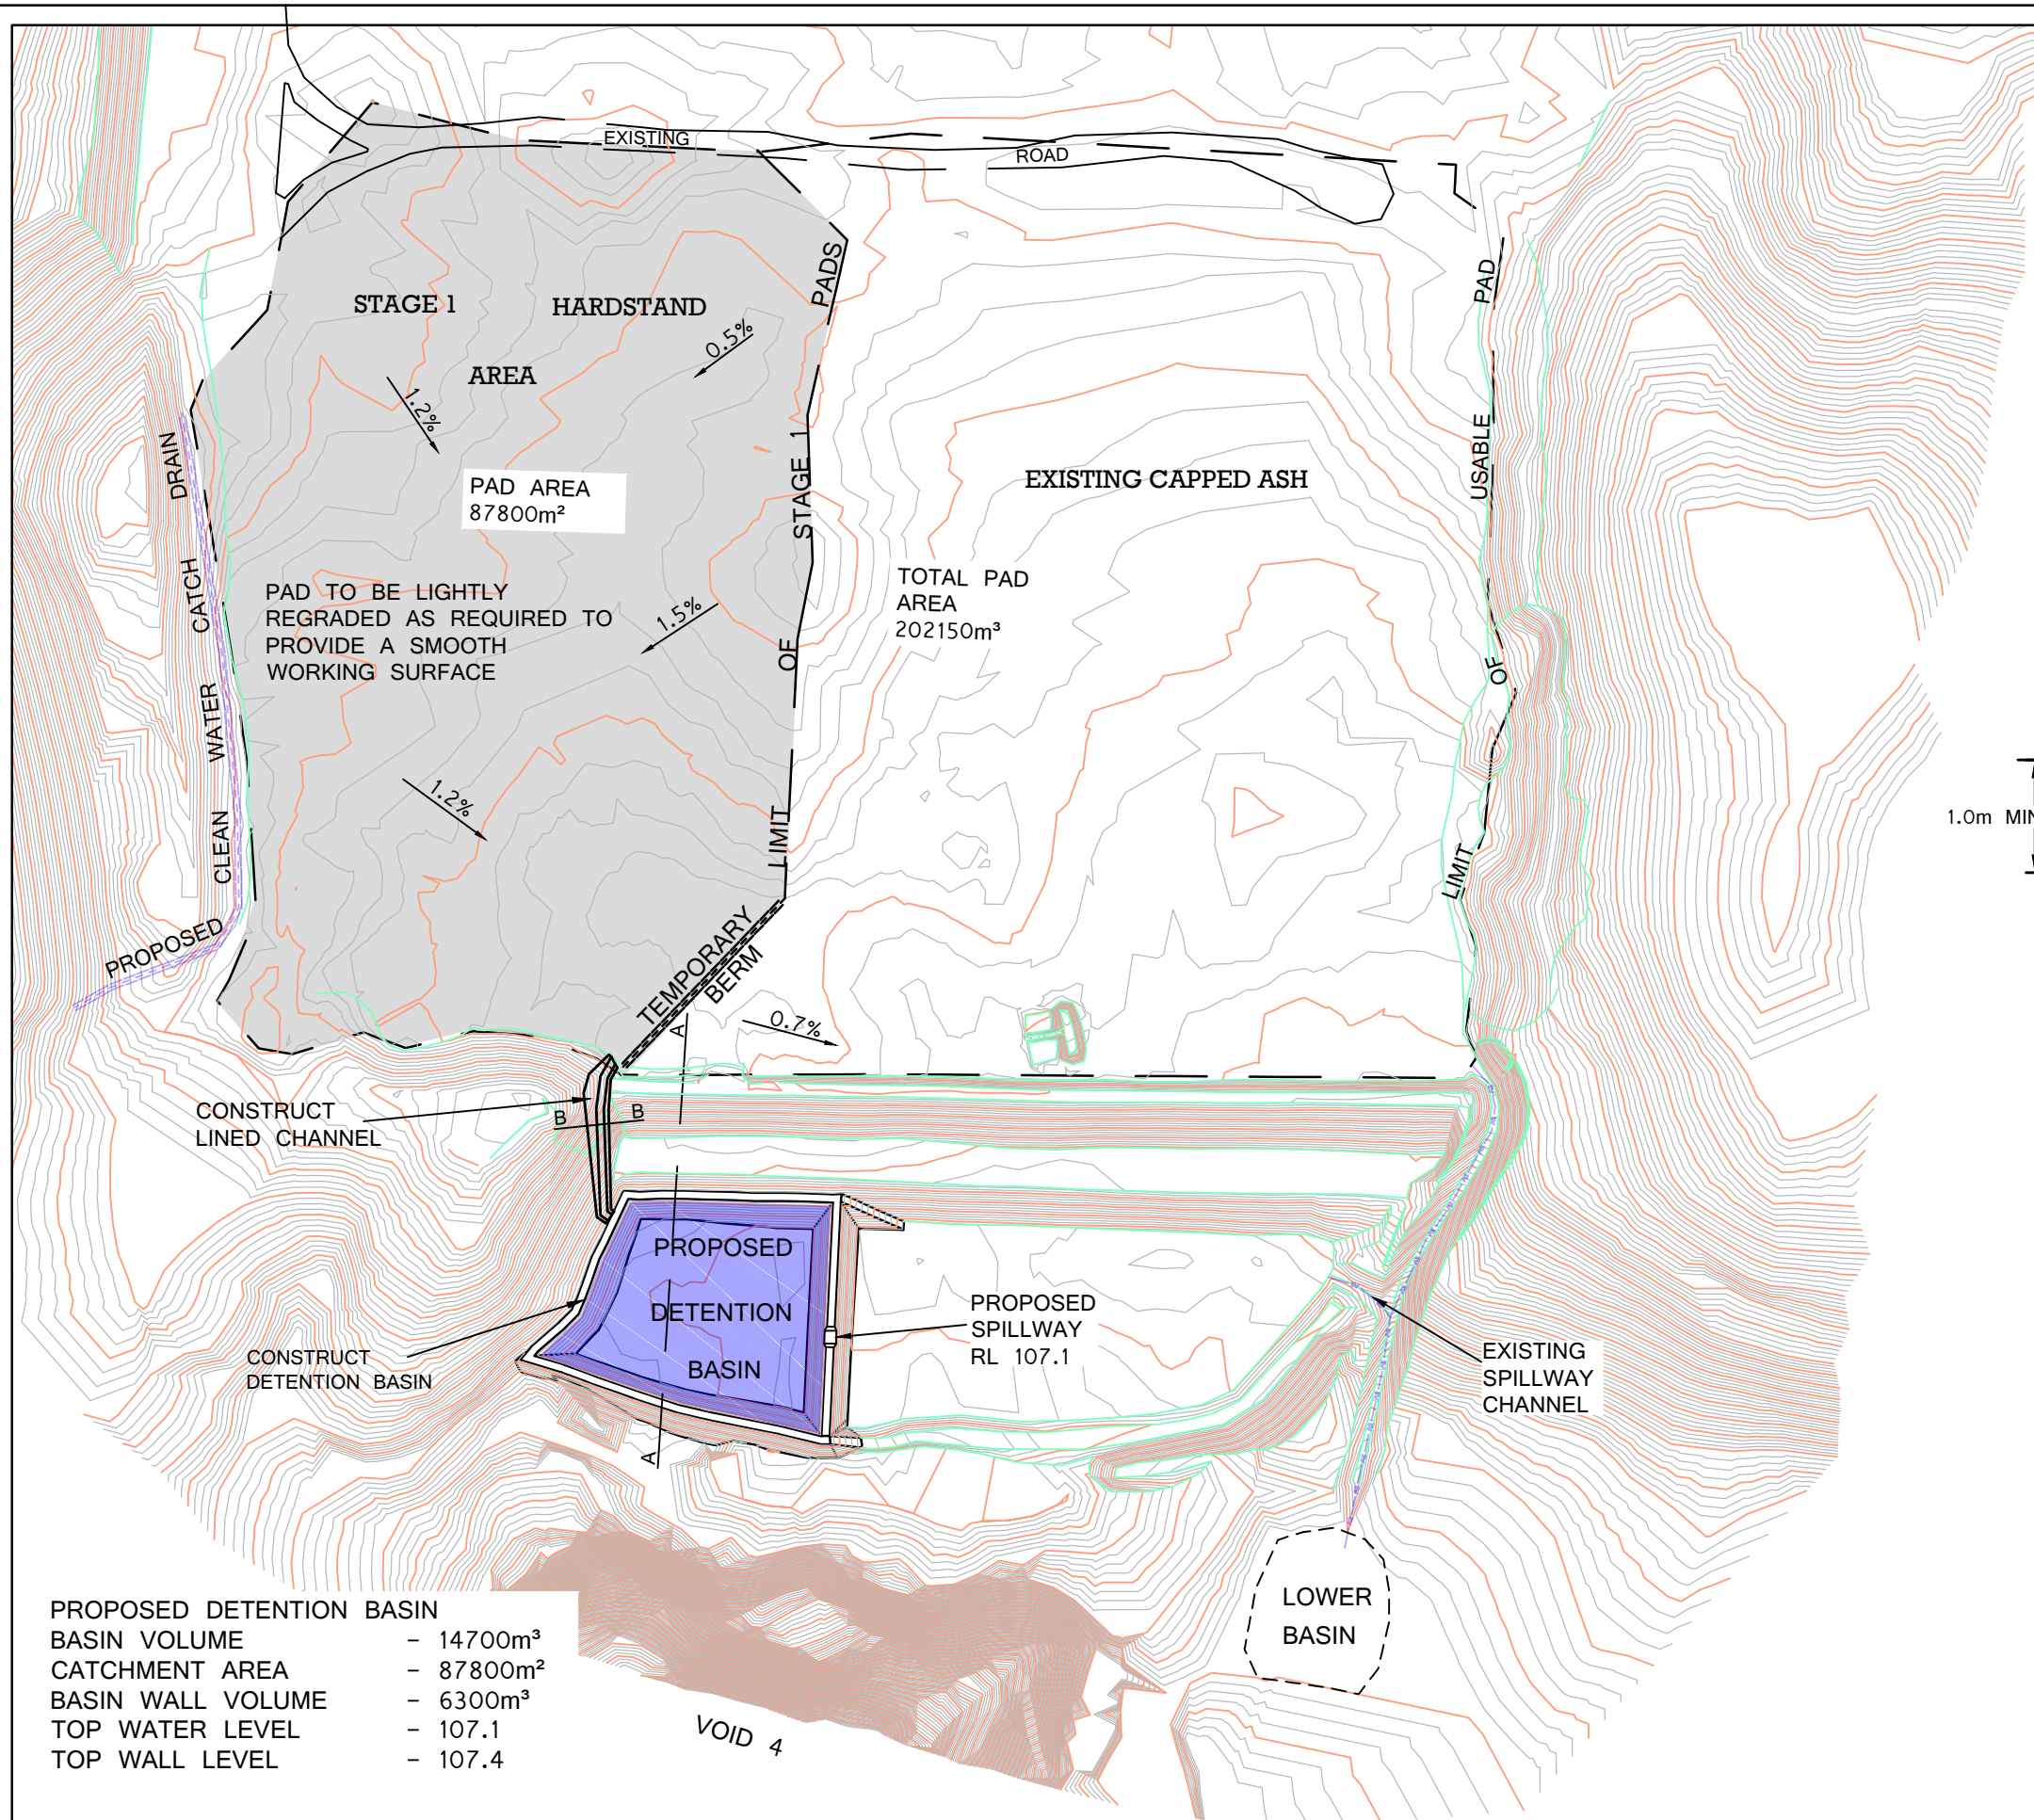 EXISTING
ROAD
STAGE 1 HARDSTAND
AREA
0.5%
1.2%
PADS
STAGE 1
OF
LIMIT
PAD
USABLE
OF
LIMIT
EXISTING CAPPED ASH
PAD AREA
87800m²
TOTAL PAD
AREA
202150m³
PAD TO BE LIGHTLY
REGRADED AS REQUIRED TO
PROVIDE A SMOOTH
WORKING SURFACE
1.5%
1.2%
PROPOSED CLEAN WATER CATCH DRAIN
1.0m MIN
TEMPORARY
BERM
A
0.7%
CONSTRUCT
LINED CHANNEL
B B
PROPOSED
DETENTION
BASIN
PROPOSED
SPILLWAY
RL 107.1
CONSTRUCT
DETENTION BASIN
EXISTING
SPILLWAY
CHANNEL
A
LOWER
BASIN
VOID 4
PROPOSED DETENTION BASIN
BASIN VOLUME – 14700m³
CATCHMENT AREA – 87800m²
BASIN WALL VOLUME – 6300m³
TOP WATER LEVEL – 107.1
TOP WALL LEVEL – 107.4